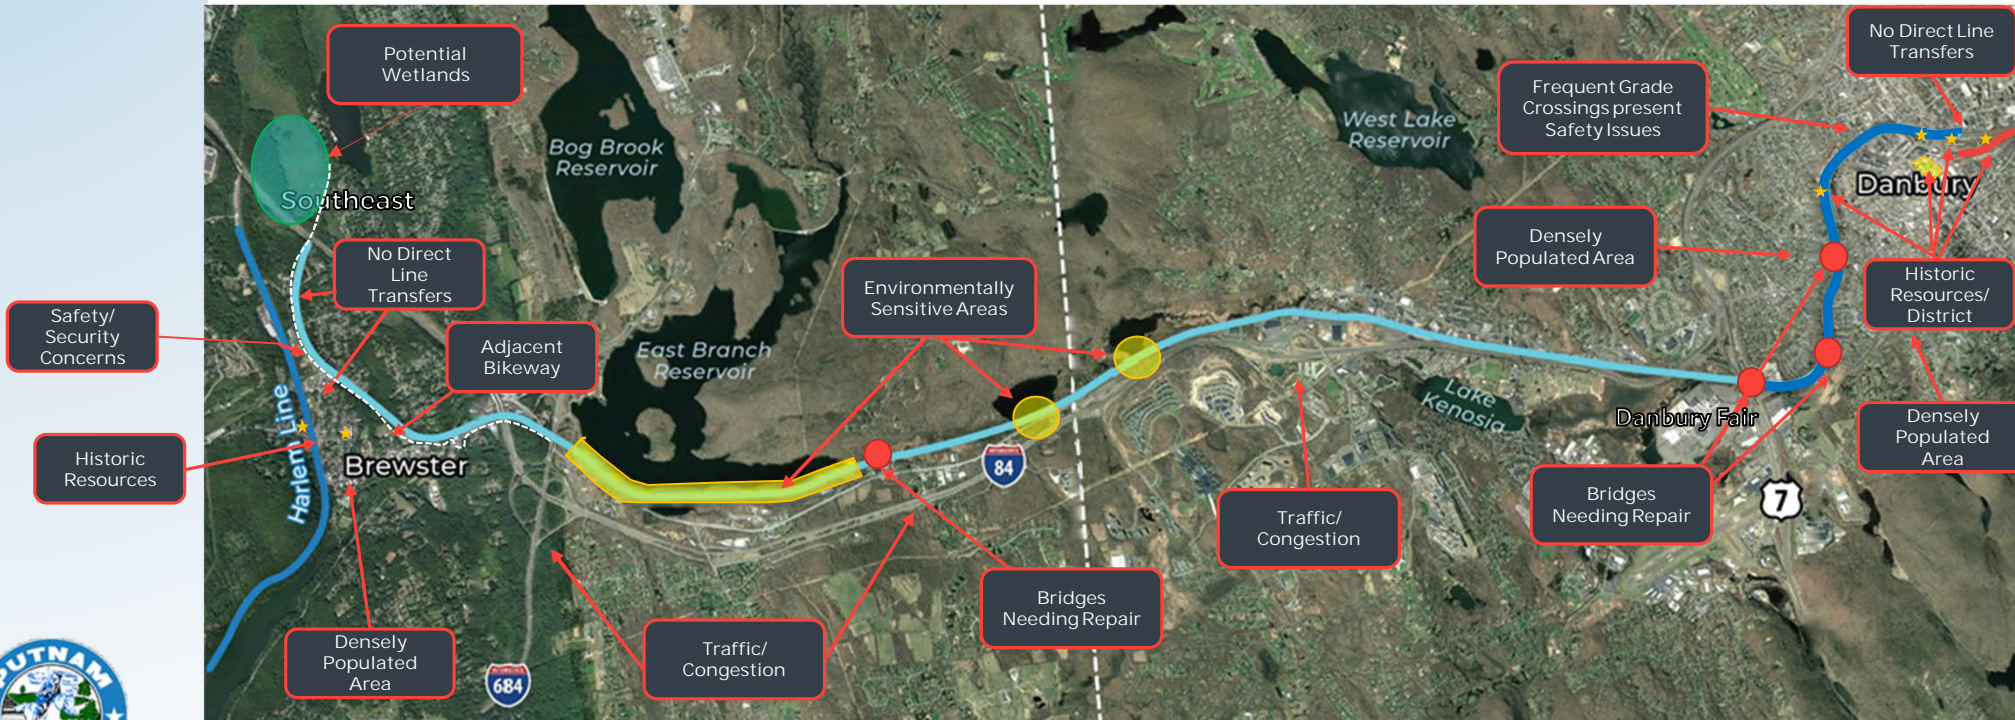 No Direct Line
Transfers
Potential
Wetlands
Frequent Grade
Crossings present
Safety Issues
West Lake
Reservoir
Bog Brook
Reservoir
Southeast
Danbury
No Direct
Line
Transfers
Densely
Populated Area
Environmentally
Sensitive Areas
Historic
Resources/
District
Safety/
Security
Concerns
Adjacent
Bikeway
East Branch
Reservoir
Lake
Kenosia
Danbury Fair
Densely
Populated
Area
Harlem Line
Historic
Resources
Brewster
INTERSTATE
84
Bridges
Needing Repair
7
Traffic/
Congestion
Bridges
Needing Repair
Densely
Populated
Area
Traffic/
Congestion
INTERSTATE
684
PUTNAM